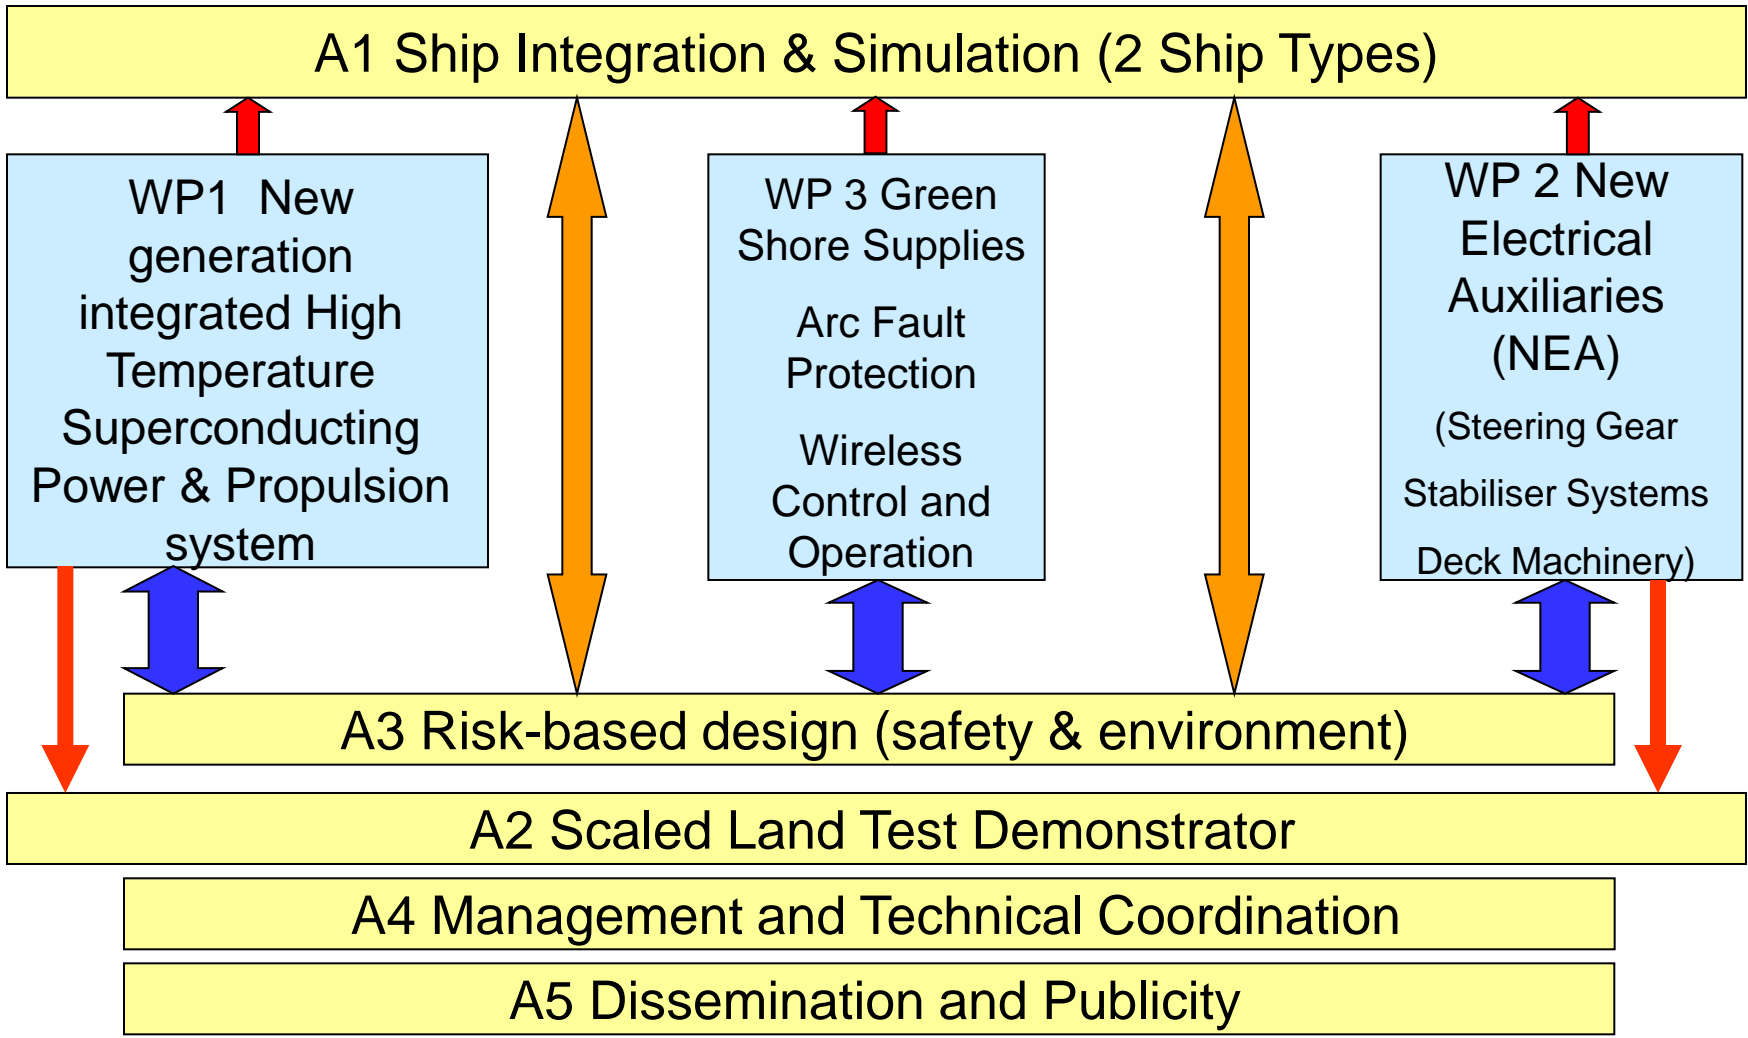 A1 Ship Integration & Simulation (2 Ship Types)
WP1  New
generation
integrated High
Temperature
Superconducting
Power & Propulsion
system
WP 3 Green
Shore Supplies
Arc Fault
Protection
Wireless
Control and
Operation
WP 2 New
Electrical
Auxiliaries
(NEA)
(Steering Gear
Stabiliser Systems
Deck Machinery)
A3 Risk-based design (safety & environment)
A2 Scaled Land Test Demonstrator
A4 Management and Technical Coordination
A5 Dissemination and Publicity